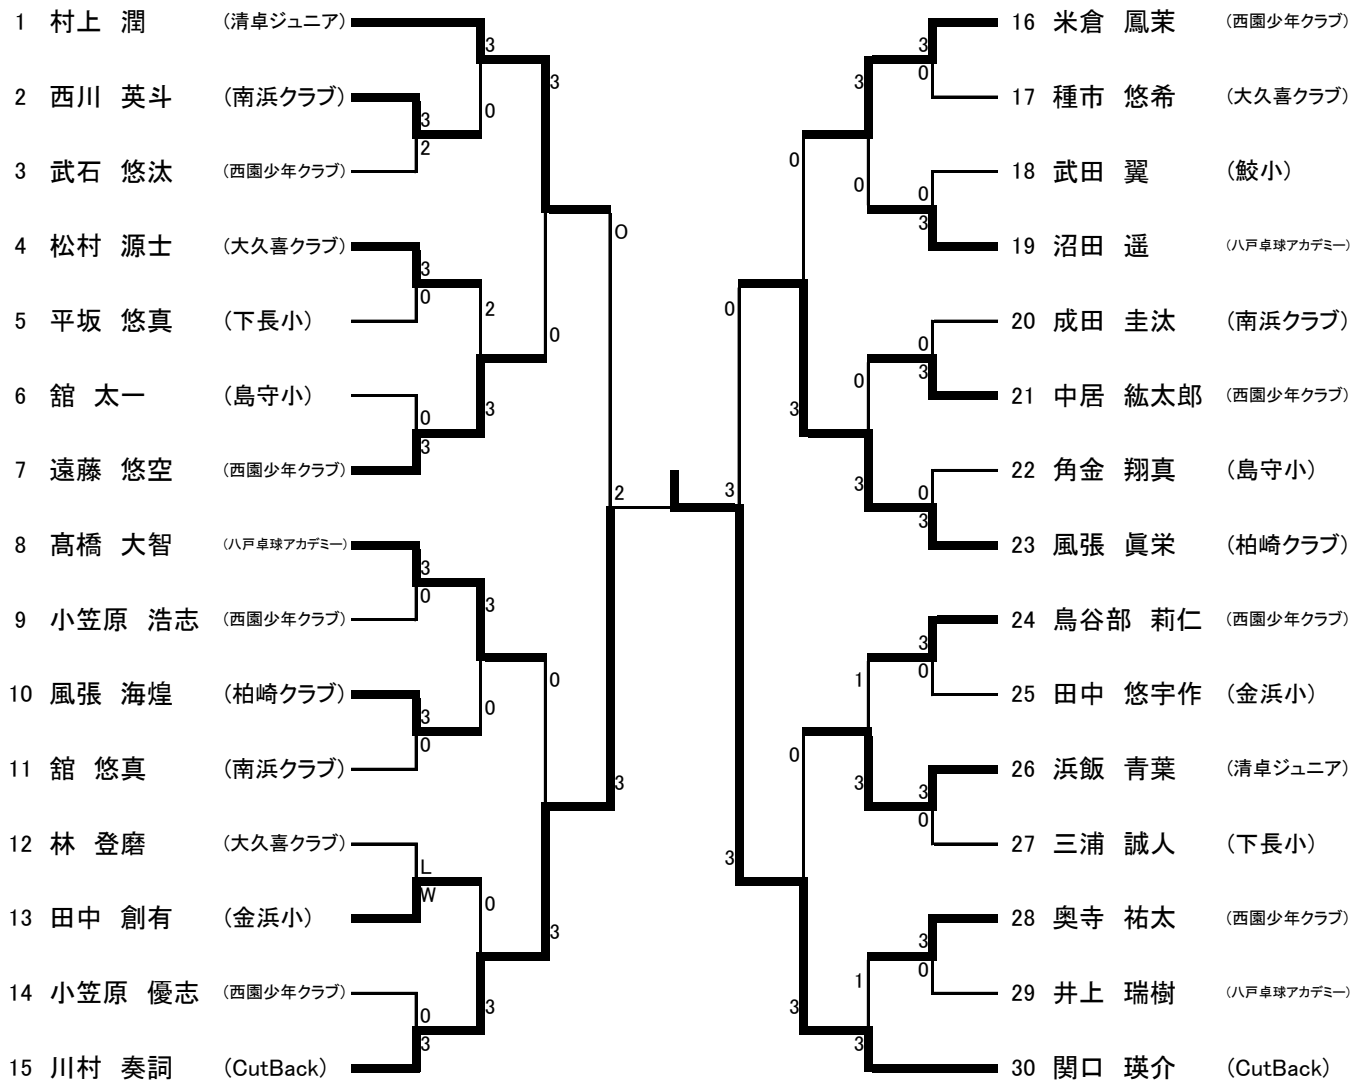 1 村上 潤 (清卓ジュニア)
2 西川 英斗 (南浜クラブ)
3 武石 悠汰 (西園少年クラブ)
4 松村 源士 (大久喜クラブ)
5 平坂 悠真 (下長小)
6 舘 太一 (島守小)
7 遠藤 悠空 (西園少年クラブ)
8 髙橋 大智 (八戸卓球アカデミー)
9 小笠原 浩志 (西園少年クラブ)
10 風張 海煌 (柏崎クラブ)
11 舘 悠真 (南浜クラブ)
12 林 登磨 (大久喜クラブ)
13 田中 創有 (金浜小)
14 小笠原 優志 (西園少年クラブ)
15 川村 奏詞 (CutBack)
3
2
3
0
0
3
3
0
3
0
L
W
0
3
3
0
2
3
3
0
0
3
3
0
0
3
0
3
2
3
0
3
0
3
3
0
0
3
3
0
0
3
0
3
0
3
3
0
3
0
3
0
16 米倉 鳳茉 (西園少年クラブ)
17 種市 悠希 (大久喜クラブ)
18 武田 翼 (鮫小)
19 沼田 遥 (八戸卓球アカデミー)
20 成田 圭汰 (南浜クラブ)
21 中居 紘太郎 (西園少年クラブ)
22 角金 翔真 (島守小)
23 風張 眞栄 (柏崎クラブ)
24 鳥谷部 莉仁 (西園少年クラブ)
25 田中 悠宇作 (金浜小)
26 浜飯 青葉 (清卓ジュニア)
27 三浦 誠人 (下長小)
28 奥寺 祐太 (西園少年クラブ)
29 井上 瑞樹 (八戸卓球アカデミー)
30 関口 瑛介 (CutBack)
1
3
1
3
0
3